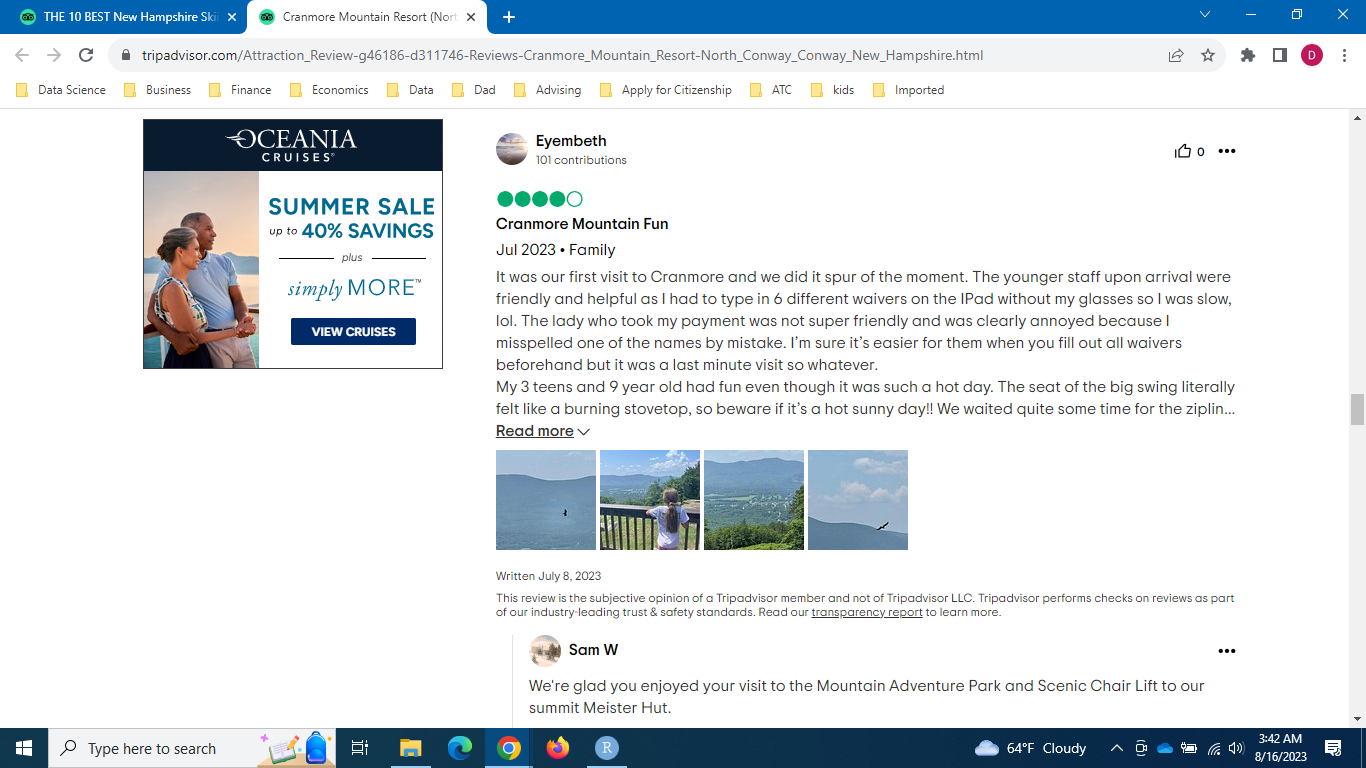 THE 10 BEST New Hampshire Ski
Cranmore Mountain Resort (Nort
tripadvisor.com/Attraction_Review-g46186-d311746-Reviews-Cranmore_Mountain_Resort-North_Conway_Conway_New_Hampshire.html
D
Data Science Business Finance Economics Data Dad Advising Apply for Citizenship ATC kids Imported
OCEANIA
CRUISES®
SUMMER SALE
up to 40% SAVINGS
plus
simply MORE™
VIEW CRUISES
Eyembeth
101 contributions
0
Cranmore Mountain Fun
Jul 2023 • Family
It was our first visit to Cranmore and we did it spur of the moment. The younger staff upon arrival were
friendly and helpful as I had to type in 6 different waivers on the IPad without my glasses so I was slow,
lol. The lady who took my payment was not super friendly and was clearly annoyed because I
misspelled one of the names by mistake. I’m sure it’s easier for them when you fill out all waivers
beforehand but it was a last minute visit so whatever.
My 3 teens and 9 year old had fun even though it was such a hot day. The seat of the big swing literally
felt like a burning stovetop, so beware if it’s a hot sunny day!! We waited quite some time for the ziplin…
Read more
Written July 8, 2023
This review is the subjective opinion of a Tripadvisor member and not of Tripadvisor LLC. Tripadvisor performs checks on reviews as part
of our industry-leading trust & safety standards. Read our transparency report to learn more.
Sam W
We're glad you enjoyed your visit to the Mountain Adventure Park and Scenic Chair Lift to our
summit Meister Hut.
Type here to search
R
64°F Cloudy
3:42 AM
8/16/2023